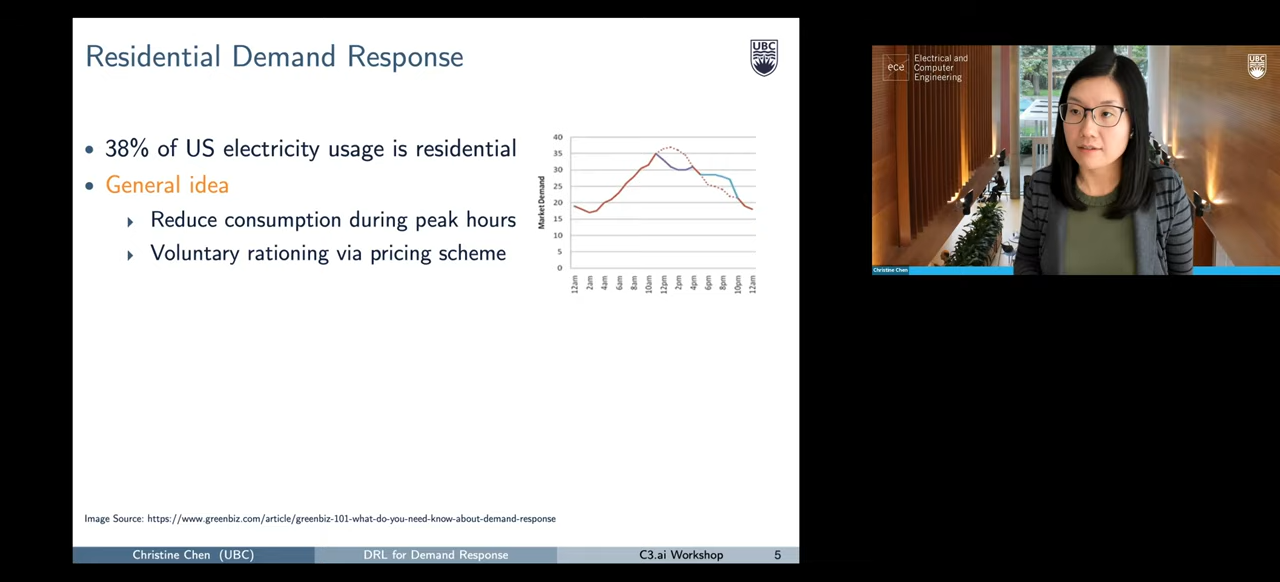 Residential Demand Response
UBC
38% of US electricity usage is residential
General idea
Reduce consumption during peak hours
Voluntary rationing via pricing scheme
Market Demand
40
35
30
25
20
15
10
5
0
12am
2am
4am
6am
8am
10am
12pm
2pm
4pm
6pm
8pm
10pm
12am
Image Source: https://www.greenbiz.com/article/greenbiz-101-what-do-you-need-know-about-demand-response
Christine Chen (UBC)
DRL for Demand Response
C3.ai Workshop
5
ece
Electrical and
Computer
Engineering
UBC
Christine Chen